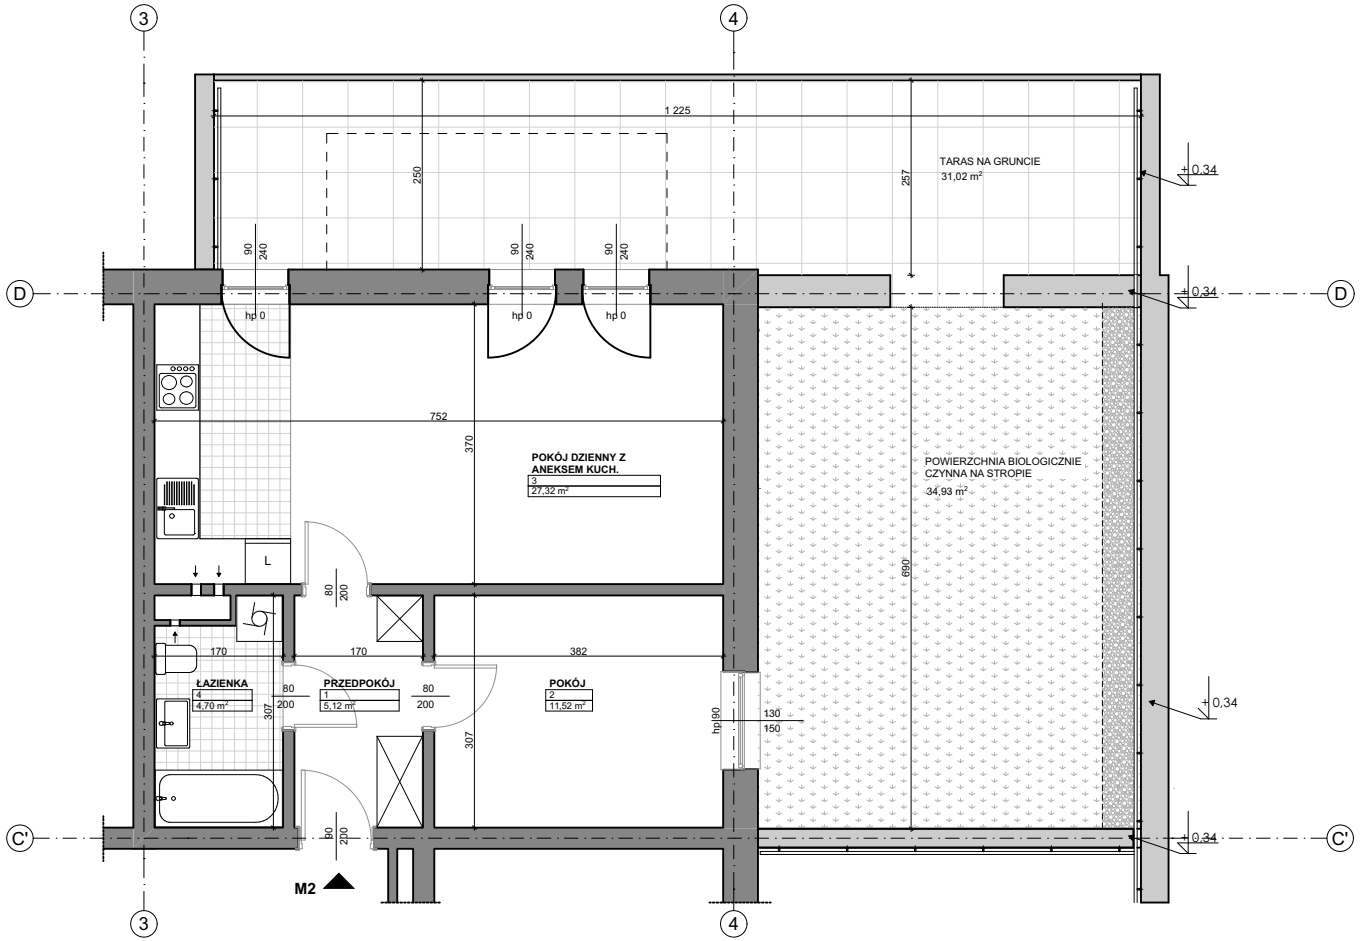 3
4
1 225
TARAS NA GRUNCIE
31,02 m²
250
257
+ 0,34
90
240
90
240
90
240
D
D
+ 0,34
hp 0
hp 0
hp 0
752
370
POKÓJ DZIENNY Z
ANEKSEM KUCH.
3
27,32 m²
POWIERZCHNIA BIOLOGICZNIE
CZYNNA NA STROPIE
34,93 m²
L
690
80
200
170
170
382
ŁAZIENKA
4
4,70 m²
80
200
PRZEDPOKÓJ
1
5,12 m²
80
200
POKÓJ
2
11,52 m²
307
307
hp 90
130
150
+ 0,34
C'
C'
90
200
+ 0,34
M2
3
4